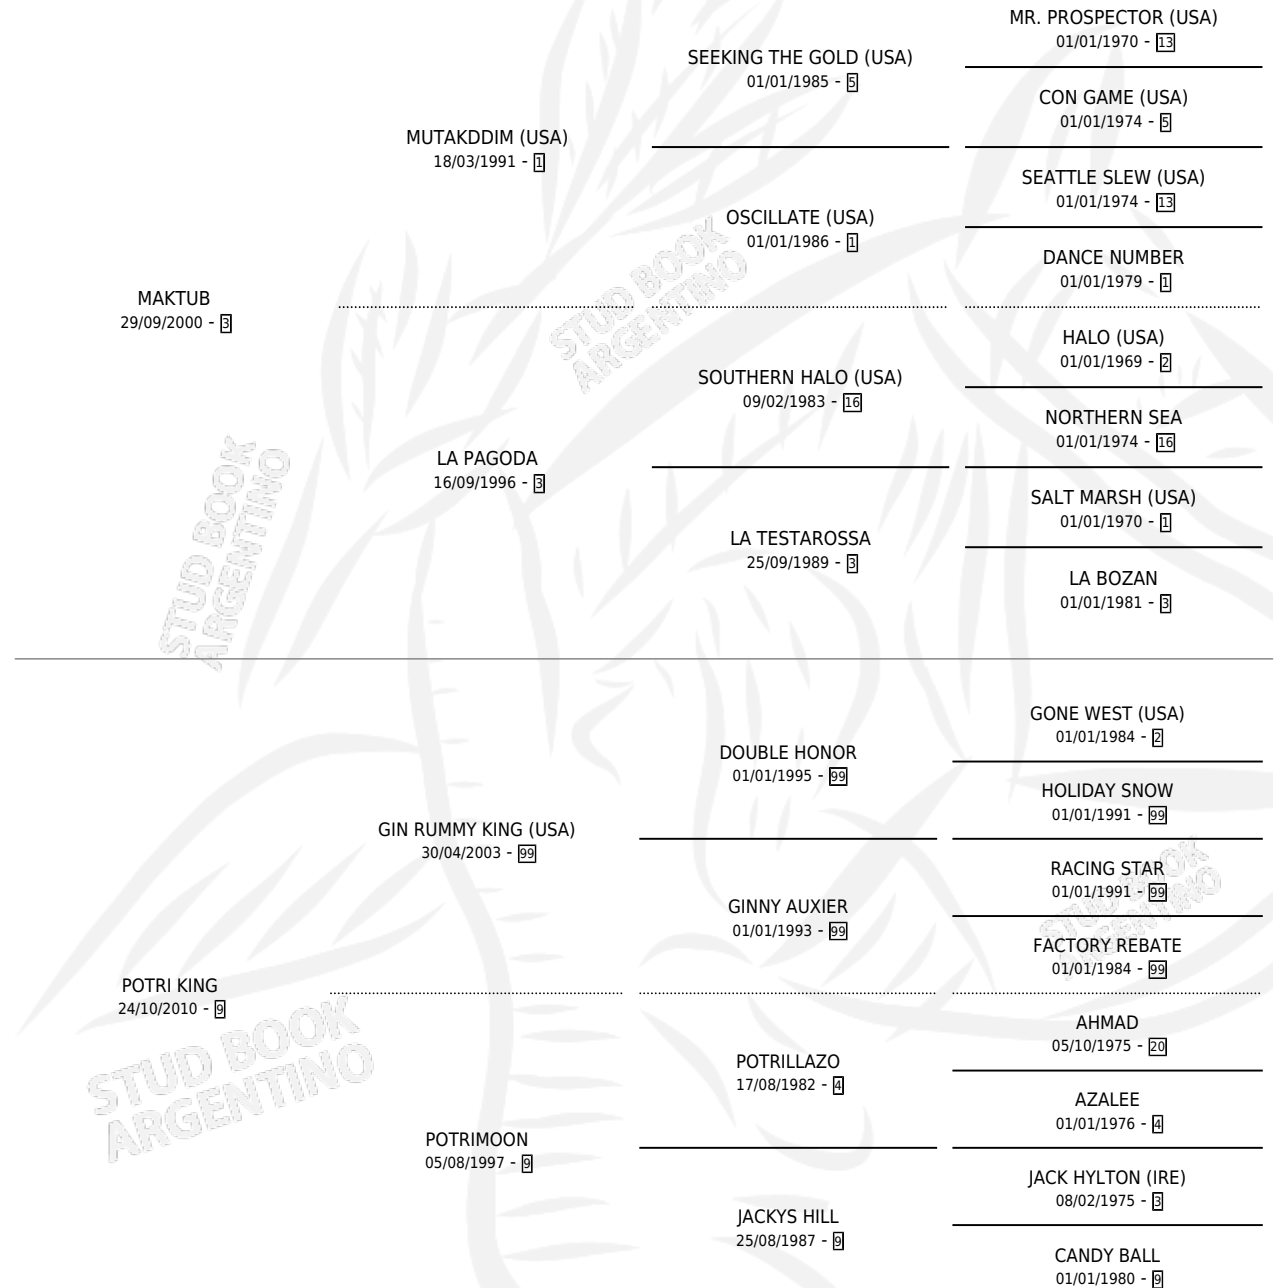 MR. PROSPECTOR (USA)
01/01/1970 - 13
SEEKING THE GOLD (USA)
01/01/1985 - 5
CON GAME (USA)
01/01/1974 - 5
MUTAKDDIM (USA)
18/03/1991 - 1
SEATTLE SLEW (USA)
01/01/1974 - 13
OSCILLATE (USA)
01/01/1986 - 1
DANCE NUMBER
01/01/1979 - 1
MAKTUB
29/09/2000 - 3
HALO (USA)
01/01/1969 - 2
SOUTHERN HALO (USA)
09/02/1983 - 16
NORTHERN SEA
01/01/1974 - 16
LA PAGODA
16/09/1996 - 3
SALT MARSH (USA)
01/01/1970 - 1
LA TESTAROSSA
25/09/1989 - 3
LA BOZAN
01/01/1981 - 3
GONE WEST (USA)
01/01/1984 - 2
DOUBLE HONOR
01/01/1995 - 99
HOLIDAY SNOW
01/01/1991 - 99
GIN RUMMY KING (USA)
30/04/2003 - 99
RACING STAR
01/01/1991 - 99
GINNY AUXIER
01/01/1993 - 99
FACTORY REBATE
01/01/1984 - 99
POTRI KING
24/10/2010 - 9
AHMAD
05/10/1975 - 20
POTRILLAZO
17/08/1982 - 4
AZALEE
01/01/1976 - 4
POTRIMOON
05/08/1997 - 9
JACK HYLTON (IRE)
08/02/1975 - 3
JACKYS HILL
25/08/1987 - 9
CANDY BALL
01/01/1980 - 9
STUD BOOK
ARGENTINO
STUD BOOK
ARGENTINO
STUD BOOK
ARGENTINO
STUD BOOK
ARGENTINO